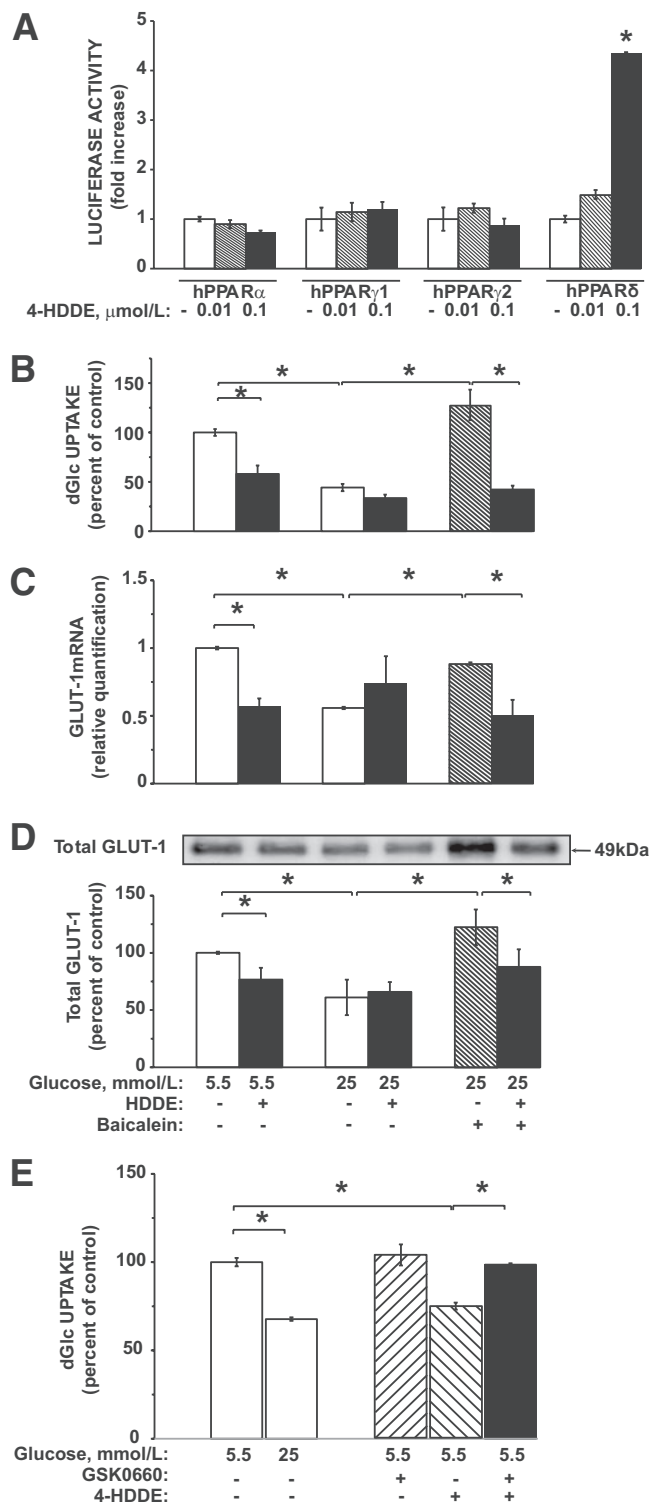 A
LUCIFERASE ACTIVITY
(fold increase)
5
4
3
2
1
0
*
hPPARα hPPARγ1 hPPARγ2 hPPARδ
4-HDDE, μmol/L: - 0.01 0.1 - 0.01 0.1 - 0.01 0.1 - 0.01 0.1
B
dGlc UPTAKE
(percent of control)
150
100
50
0
* * * *
C
GLUT-1mRNA
(relative quantification)
1.5
1
0.5
0
* * * *
D
Total GLUT-1 ←49kDa
Total GLUT-1
(percent of control)
150
100
50
0
* * * *
Glucose, mmol/L: 5.5 5.5 25 25 25 25
HDDE: - + - + - +
Baicalein: - - - - + +
E
dGlc UPTAKE
(percent of control)
150
100
50
0
* * *
Glucose, mmol/L: 5.5 25 5.5 5.5 5.5
GSK0660: - - + - +
4-HDDE: - - - + +